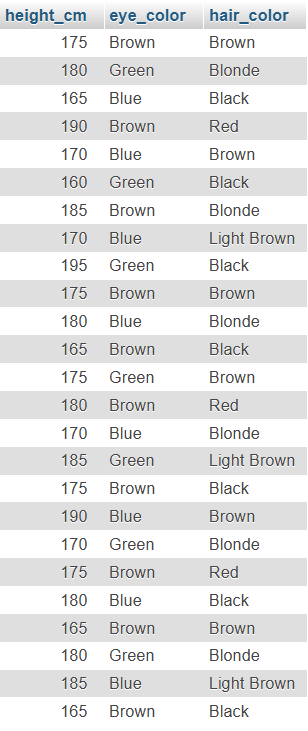 height_cm eye_color hair_color
175 Brown Brown
180 Green Blonde
165 Blue Black
190 Brown Red
170 Blue Brown
160 Green Black
185 Brown Blonde
170 Blue Light Brown
195 Green Black
175 Brown Brown
180 Blue Blonde
165 Brown Black
175 Green Brown
180 Brown Red
170 Blue Blonde
185 Green Light Brown
175 Brown Black
190 Blue Brown
170 Green Blonde
175 Brown Red
180 Blue Black
165 Brown Brown
180 Green Blonde
185 Blue Light Brown
165 Brown Black